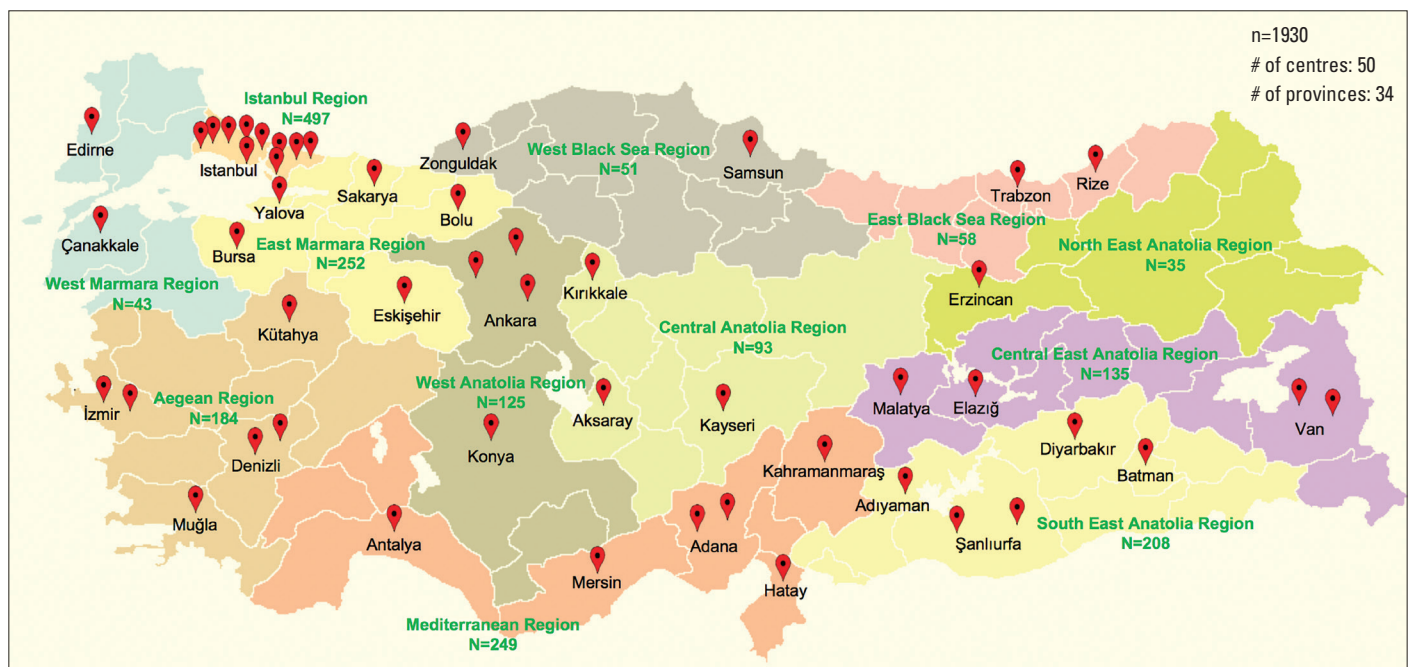 n=1930
# of centres: 50
# of provinces: 34
Istanbul Region
N=497
Edirne
Istanbul
Zonguldak
West Black Sea Region
N=51
Samsun
Trabzon
Rize
Sakarya
Yalova
Bolu
Çanakkale
Bursa
East Marmara Region
N=252
East Black Sea Region
N=58
North East Anatolia Region
N=35
West Marmara Region
N=43
Kırıkkale
Erzincan
Eskişehir
Ankara
Kütahya
Central Anatolia Region
N=93
Central East Anatolia Region
N=135
West Anatolia Region
N=125
Aegean Region
N=184
İzmir
Aksaray
Kayseri
Malatya
Elazığ
Van
Konya
Denizli
Kahramanmaraş
Diyarbakır
Batman
Adıyaman
Muğla
Antalya
Adana
Şanlıurfa
South East Anatolia Region
N=208
Mersin
Hatay
Mediterranean Region
N=249